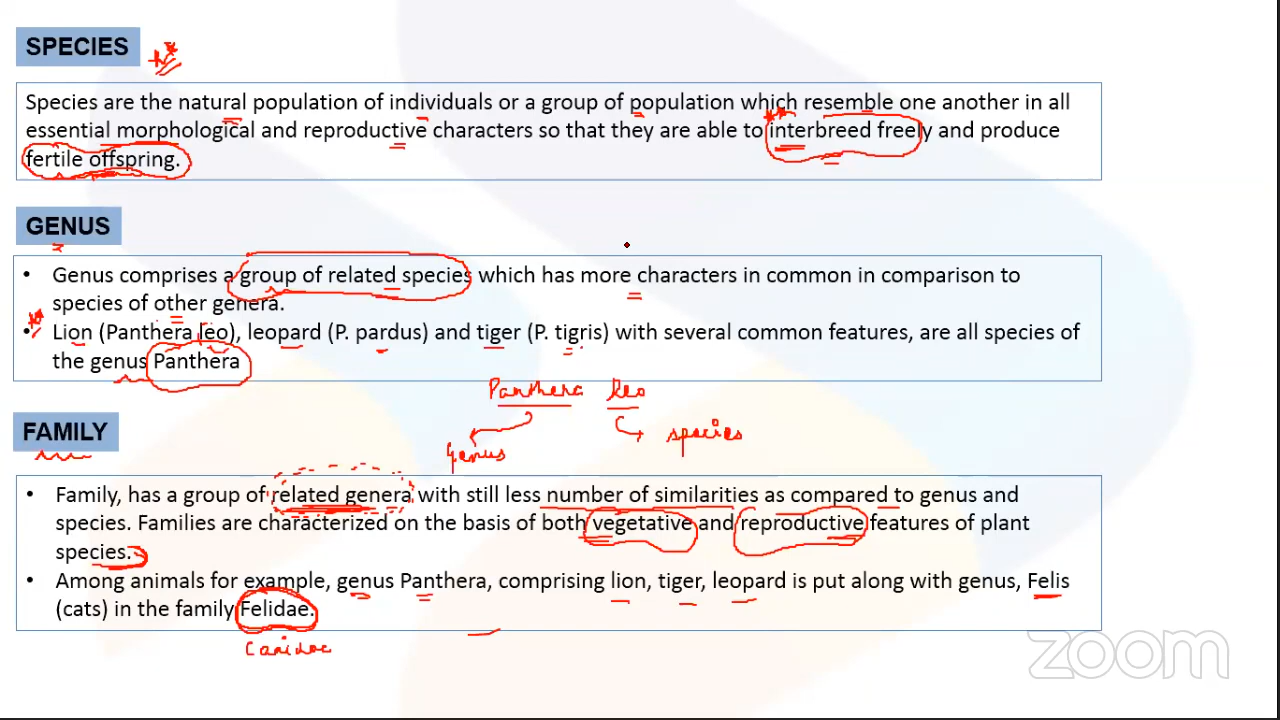 SPECIES
Species are the natural population of individuals or a group of population which resemble one another in all
essential morphological and reproductive characters so that they are able to interbreed freely and produce
fertile offspring.
GENUS
• Genus comprises a group of related species which has more characters in common in comparison to
species of other genera.
• Lion (Panthera leo), leopard (P. pardus) and tiger (P. tigris) with several common features, are all species of
the genus Panthera
Panthera leo
Genus species
FAMILY
• Family, has a group of related genera with still less number of similarities as compared to genus and
species. Families are characterized on the basis of both vegetative and reproductive features of plant
species.
• Among animals for example, genus Panthera, comprising lion, tiger, leopard is put along with genus, Felis
(cats) in the family Felidae.
Canidae
zoom